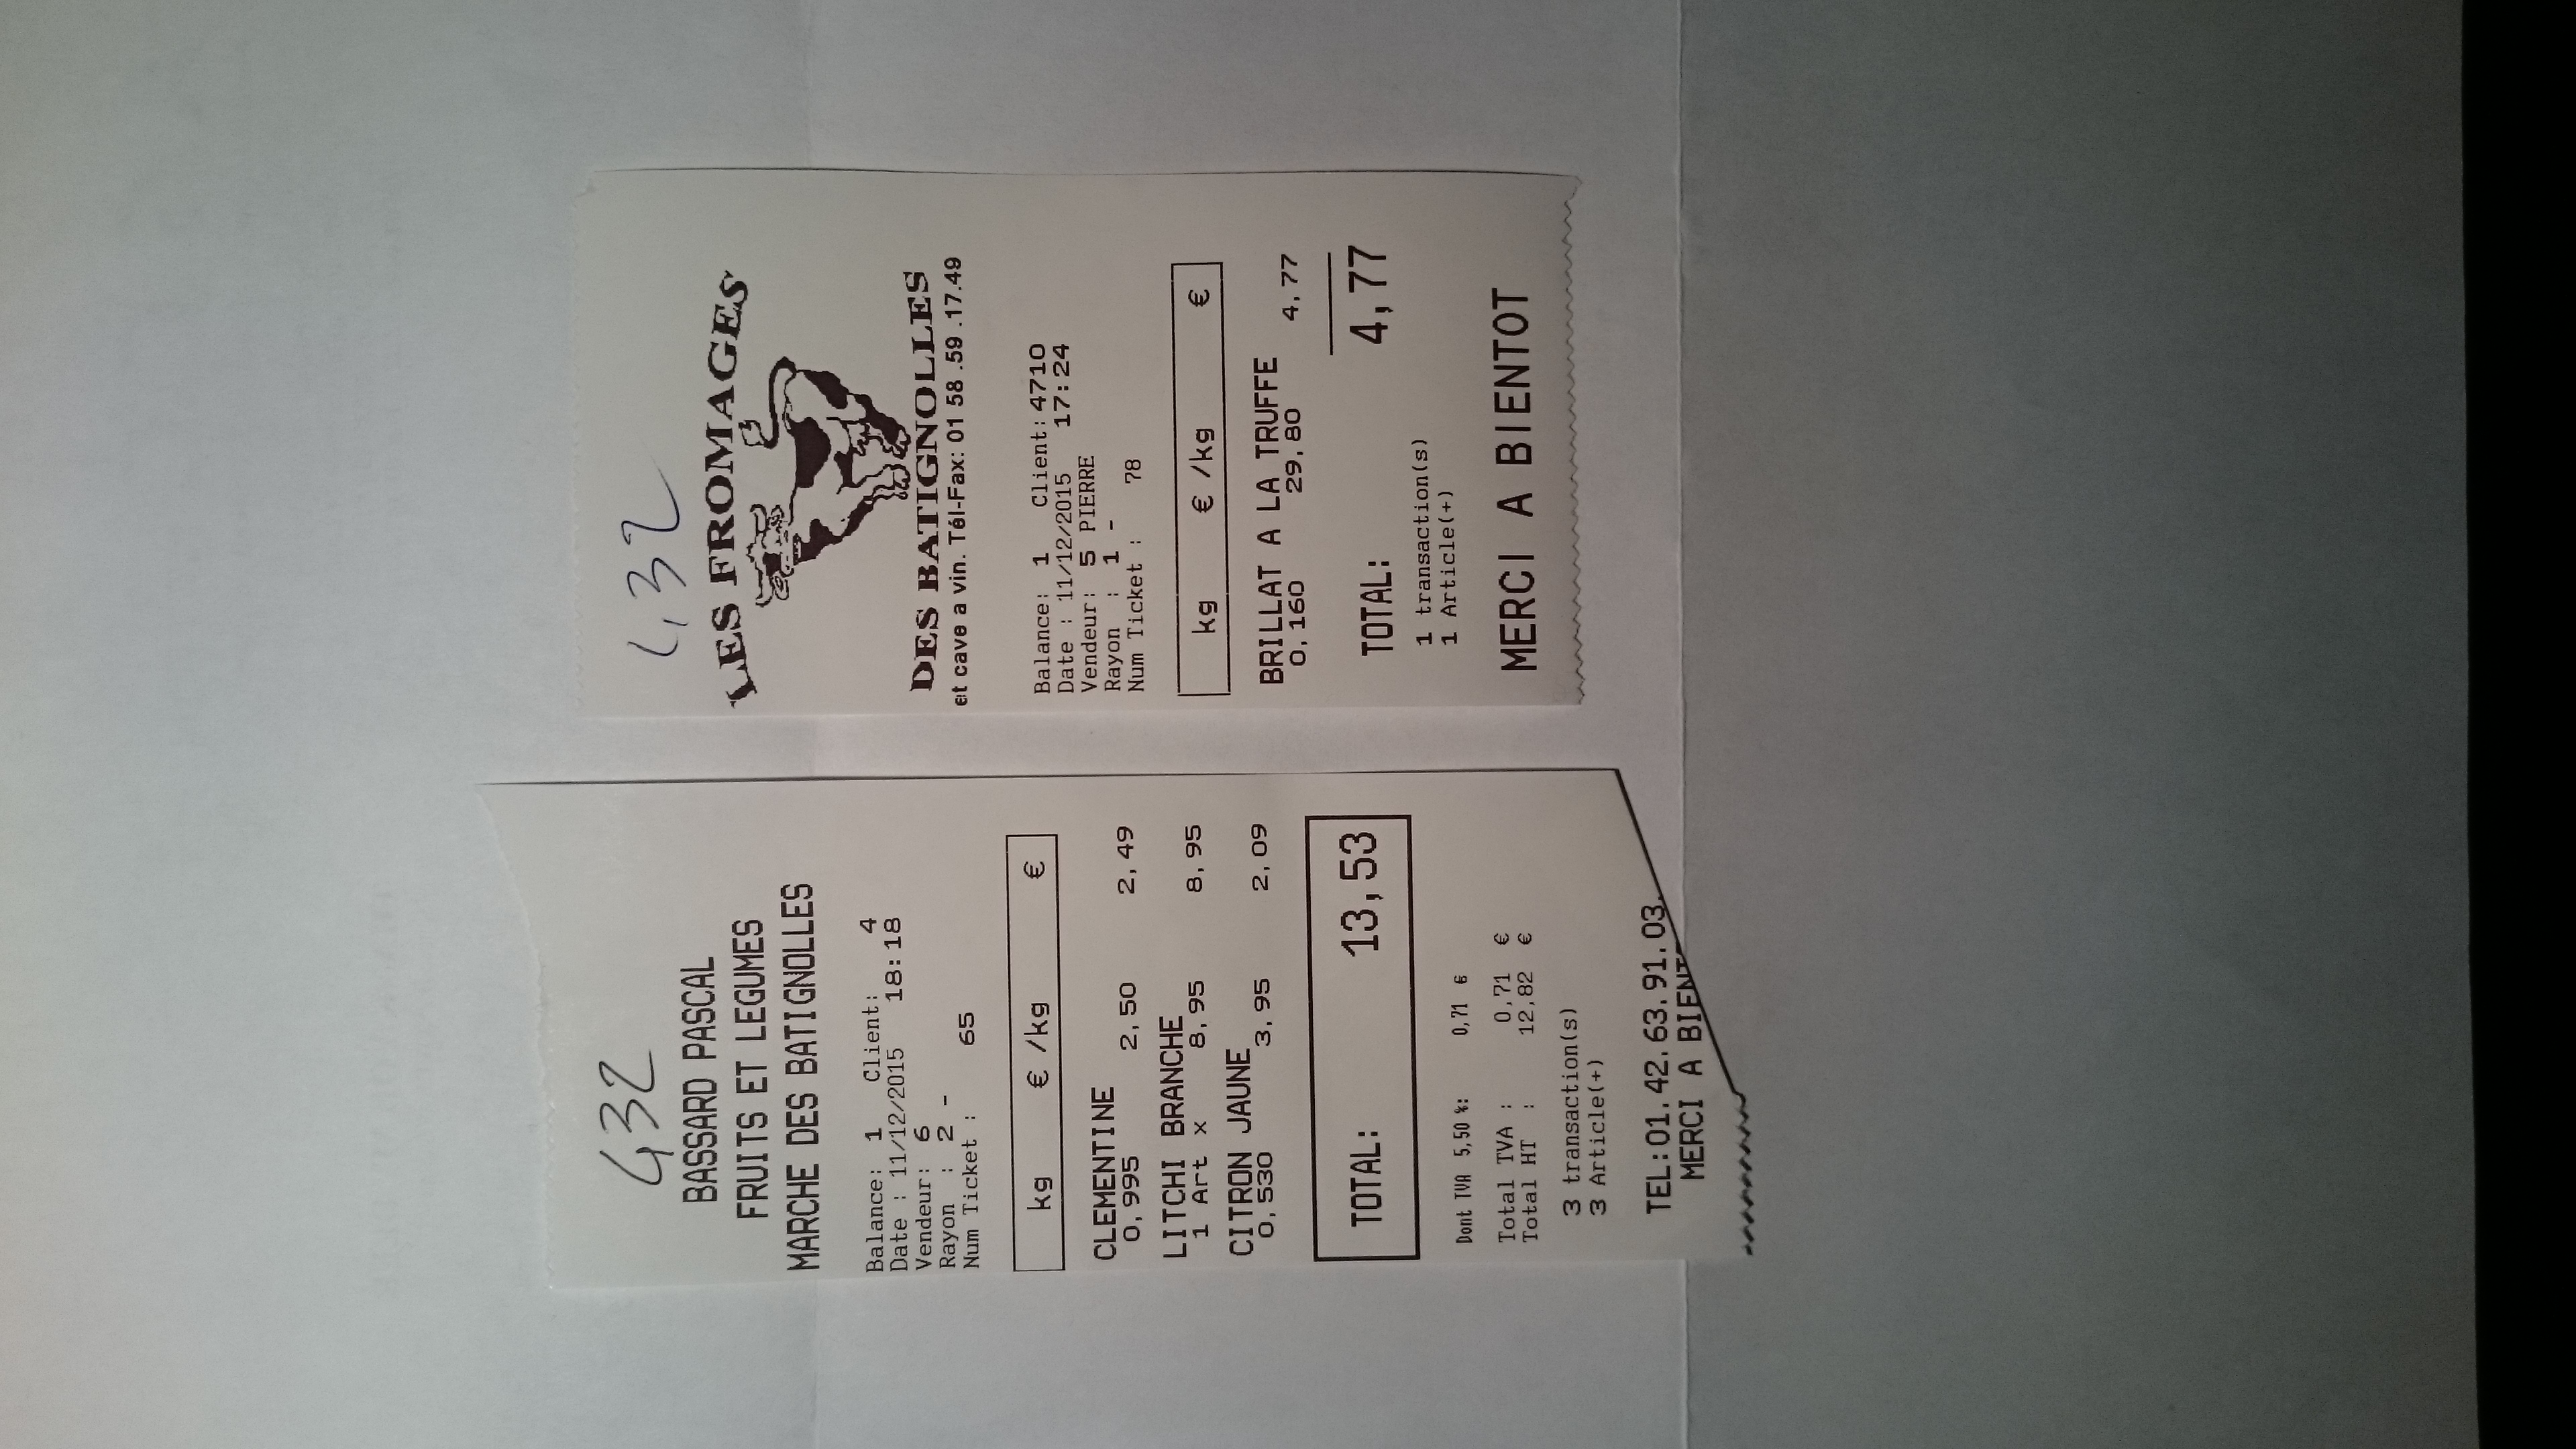 432
BASSARD PASCAL
FRUITS ET LEGUMES
MARCHE DES BATIGNOLLES
Balance: 1 Client: 4
Date : 11/12/2015 18:18
Vendeur: 6
Rayon : 2 -
Num Ticket : 65
kg € /kg €
CLEMENTINE
0,995 2,50 2,49
LITCHI BRANCHE
1 Art x 8,95 8,95
CITRON JAUNE
0,530 3,95 2,09
TOTAL: 13,53
Dont TVA 5,50 %: 0,71 €
Total TVA : 0,71 €
Total HT : 12,82 €
3 transaction(s)
3 Article(+)
TEL:01.42.63.91.03.
MERCI A BIENT
432
LES FROMAGES
DES BATIGNOLLES
et cave a vin. Tél-Fax: 01 58 .59 .17.49
Balance: 1 Client: 4710
Date : 11/12/2015 17:24
Vendeur: 5 PIERRE
Rayon : 1 -
Num Ticket : 78
kg € /kg €
BRILLAT A LA TRUFFE
0,160 29,80 4,77
TOTAL: 4,77
1 transaction(s)
1 Article(+)
MERCI A BIENTOT